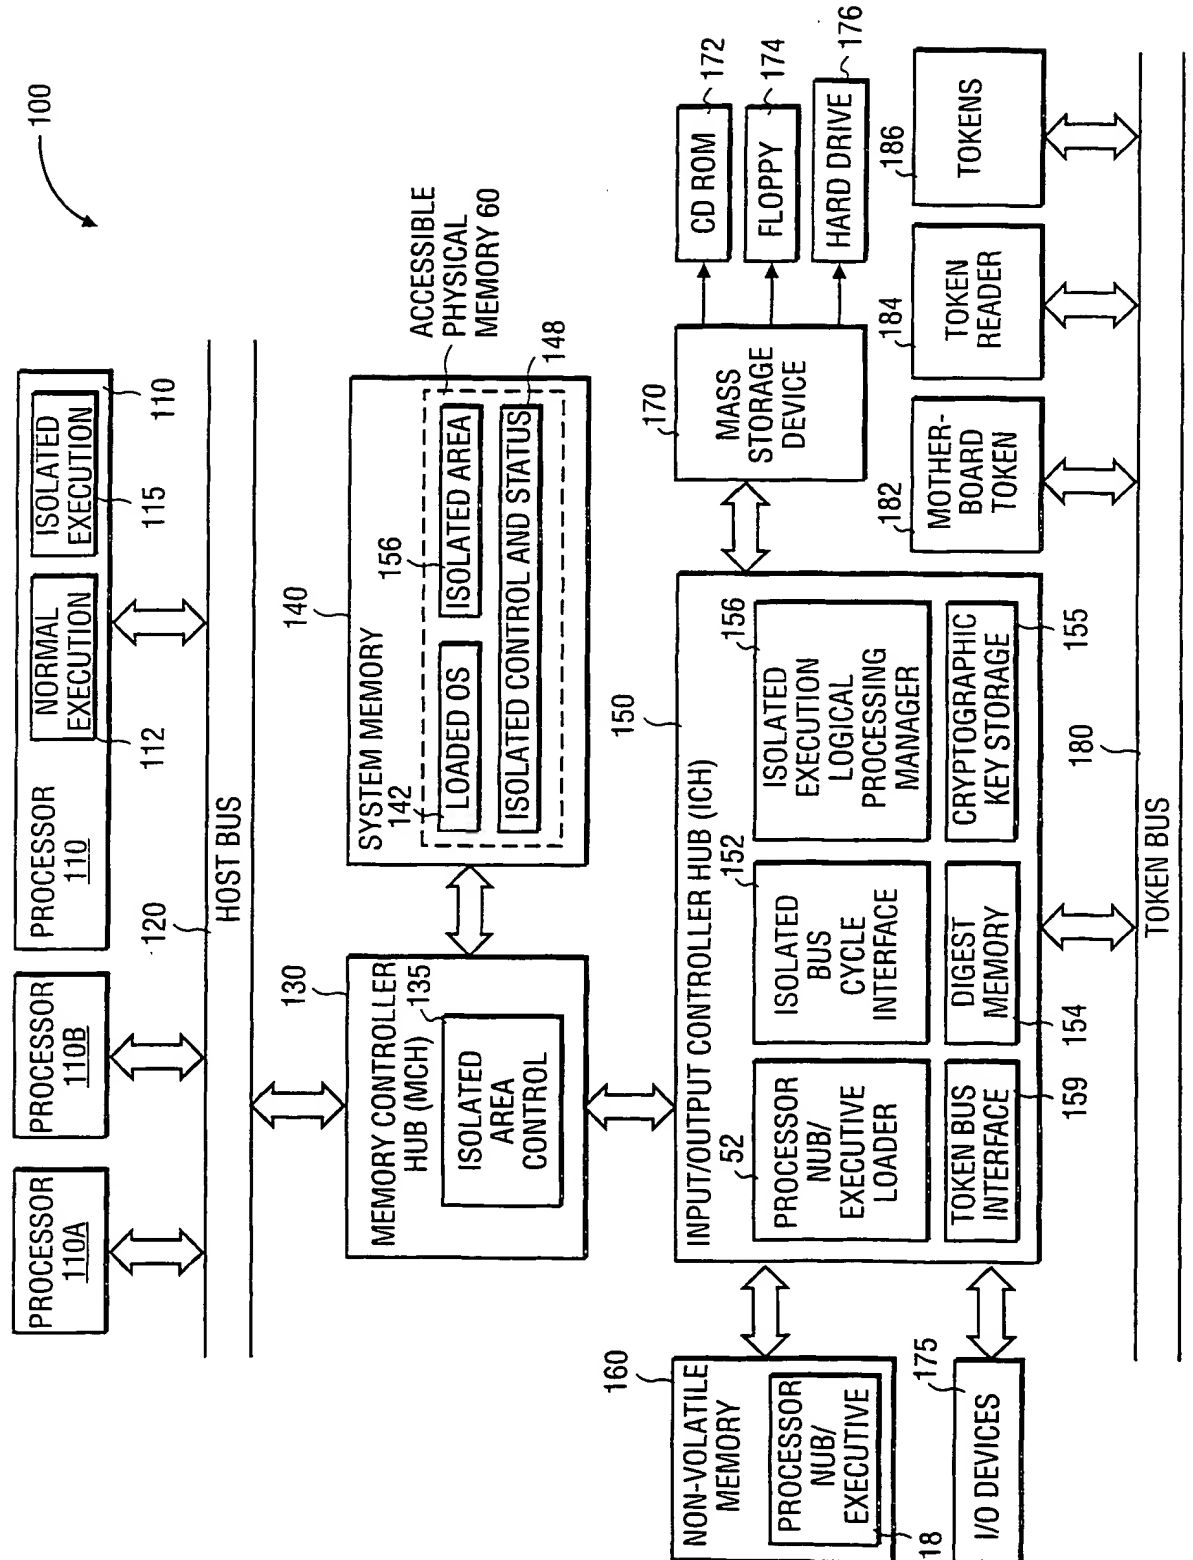 100
PROCESSOR
110A
PROCESSOR
110B
PROCESSOR
110
NORMAL
EXECUTION
112
ISOLATED
EXECUTION
115
110
120
HOST BUS
130
MEMORY CONTROLLER
HUB (MCH)
135
ISOLATED
AREA
CONTROL
140
SYSTEM MEMORY
142
LOADED OS
156
ISOLATED AREA
ISOLATED CONTROL AND STATUS
148
ACCESSIBLE
PHYSICAL
MEMORY 60
160
NON-VOLATILE
MEMORY
PROCESSOR
NUB/
EXECUTIVE
18
175
I/O DEVICES
150
INPUT/OUTPUT CONTROLLER HUB (ICH)
52
PROCESSOR
NUB/
EXECUTIVE
LOADER
152
ISOLATED
BUS
CYCLE
INTERFACE
156
ISOLATED
EXECUTION
LOGICAL
PROCESSING
MANAGER
TOKEN BUS
INTERFACE
159
DIGEST
MEMORY
154
CRYPTOGRAPHIC
KEY STORAGE
155
170
MASS
STORAGE
DEVICE
CD ROM
172
FLOPPY
174
HARD DRIVE
176
182
MOTHER-
BOARD
TOKEN
184
TOKEN
READER
186
TOKENS
180
TOKEN BUS